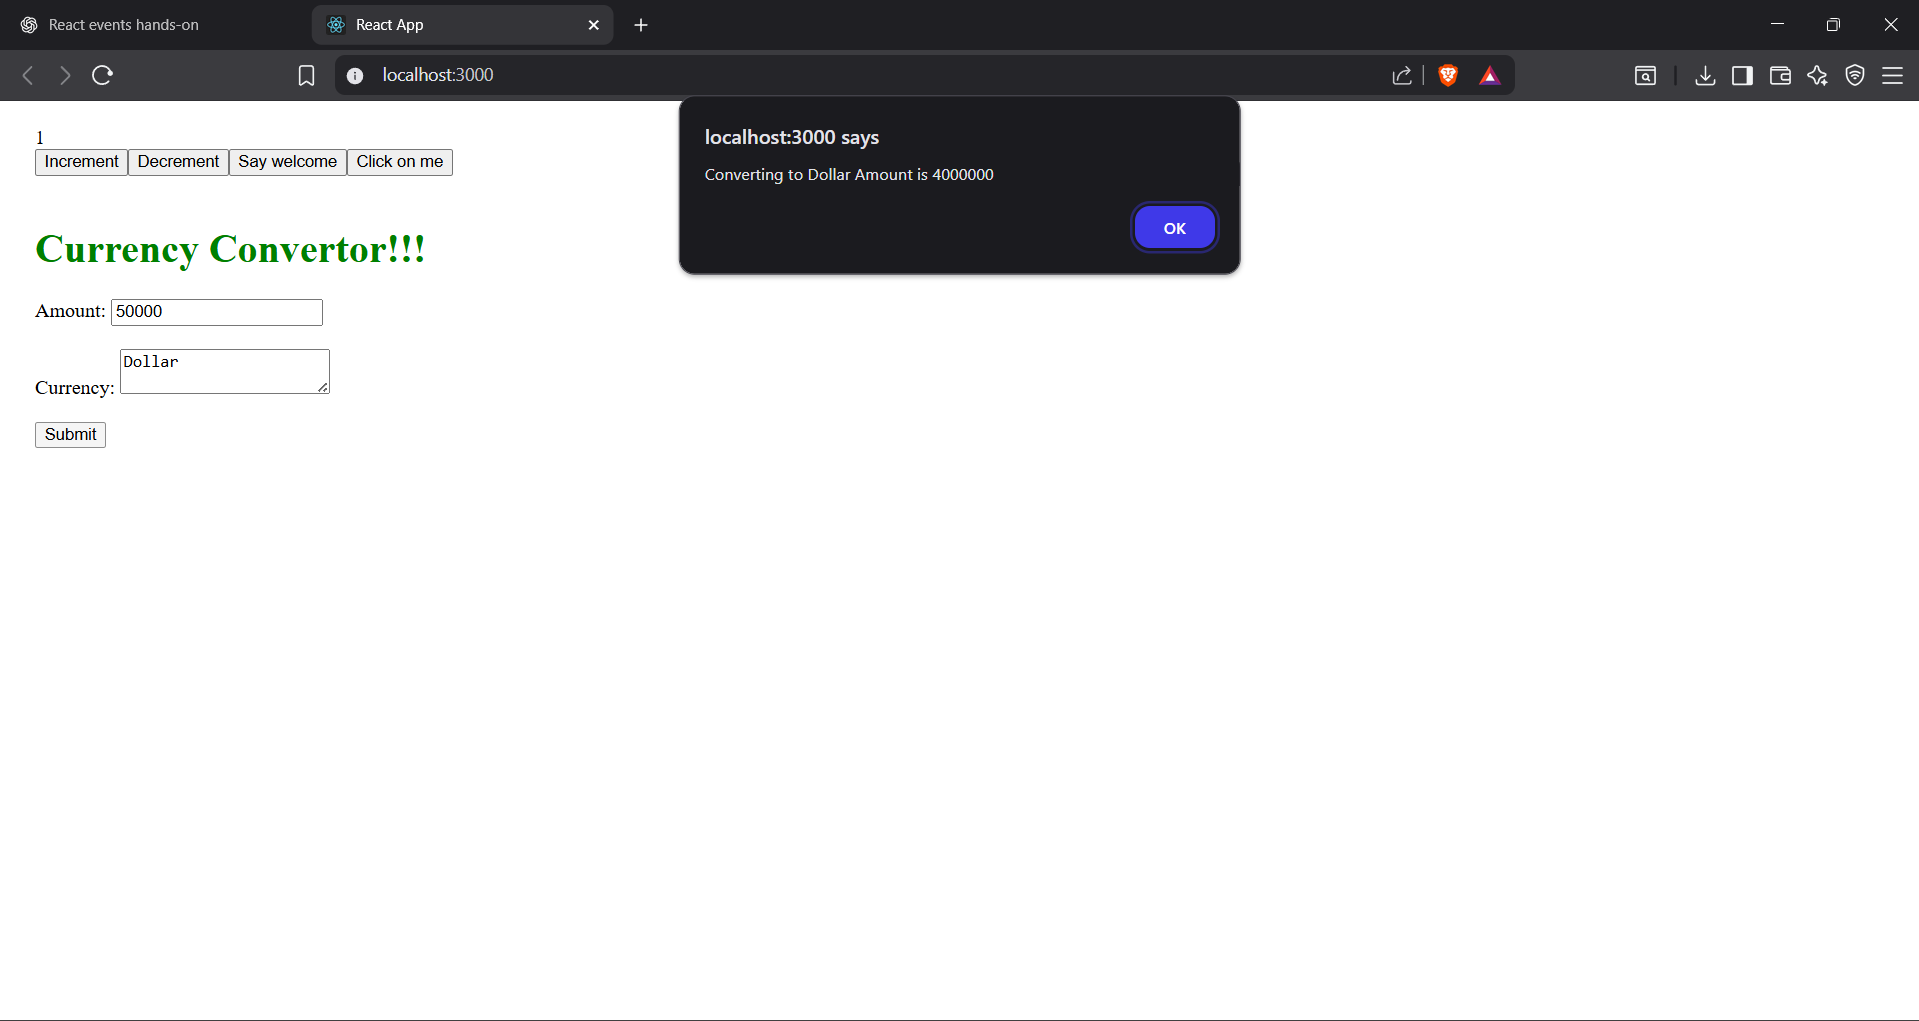 React events hands-on
React App
localhost:3000
localhost:3000 says
Converting to Dollar Amount is 4000000
OK
1
Increment Decrement Say welcome Click on me
Currency Convertor!!!
Amount: 50000
Currency: Dollar
Submit